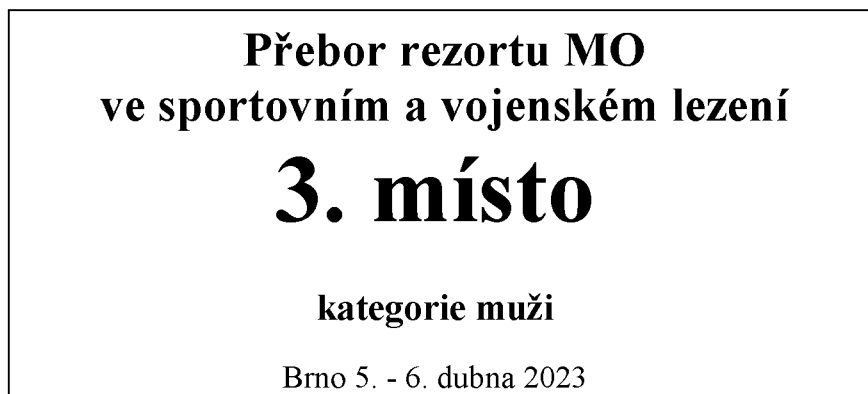 Přebor rezortu MO
ve sportovním a vojenském lezení
3. místo
kategorie muži
Brno 5. - 6. dubna 2023